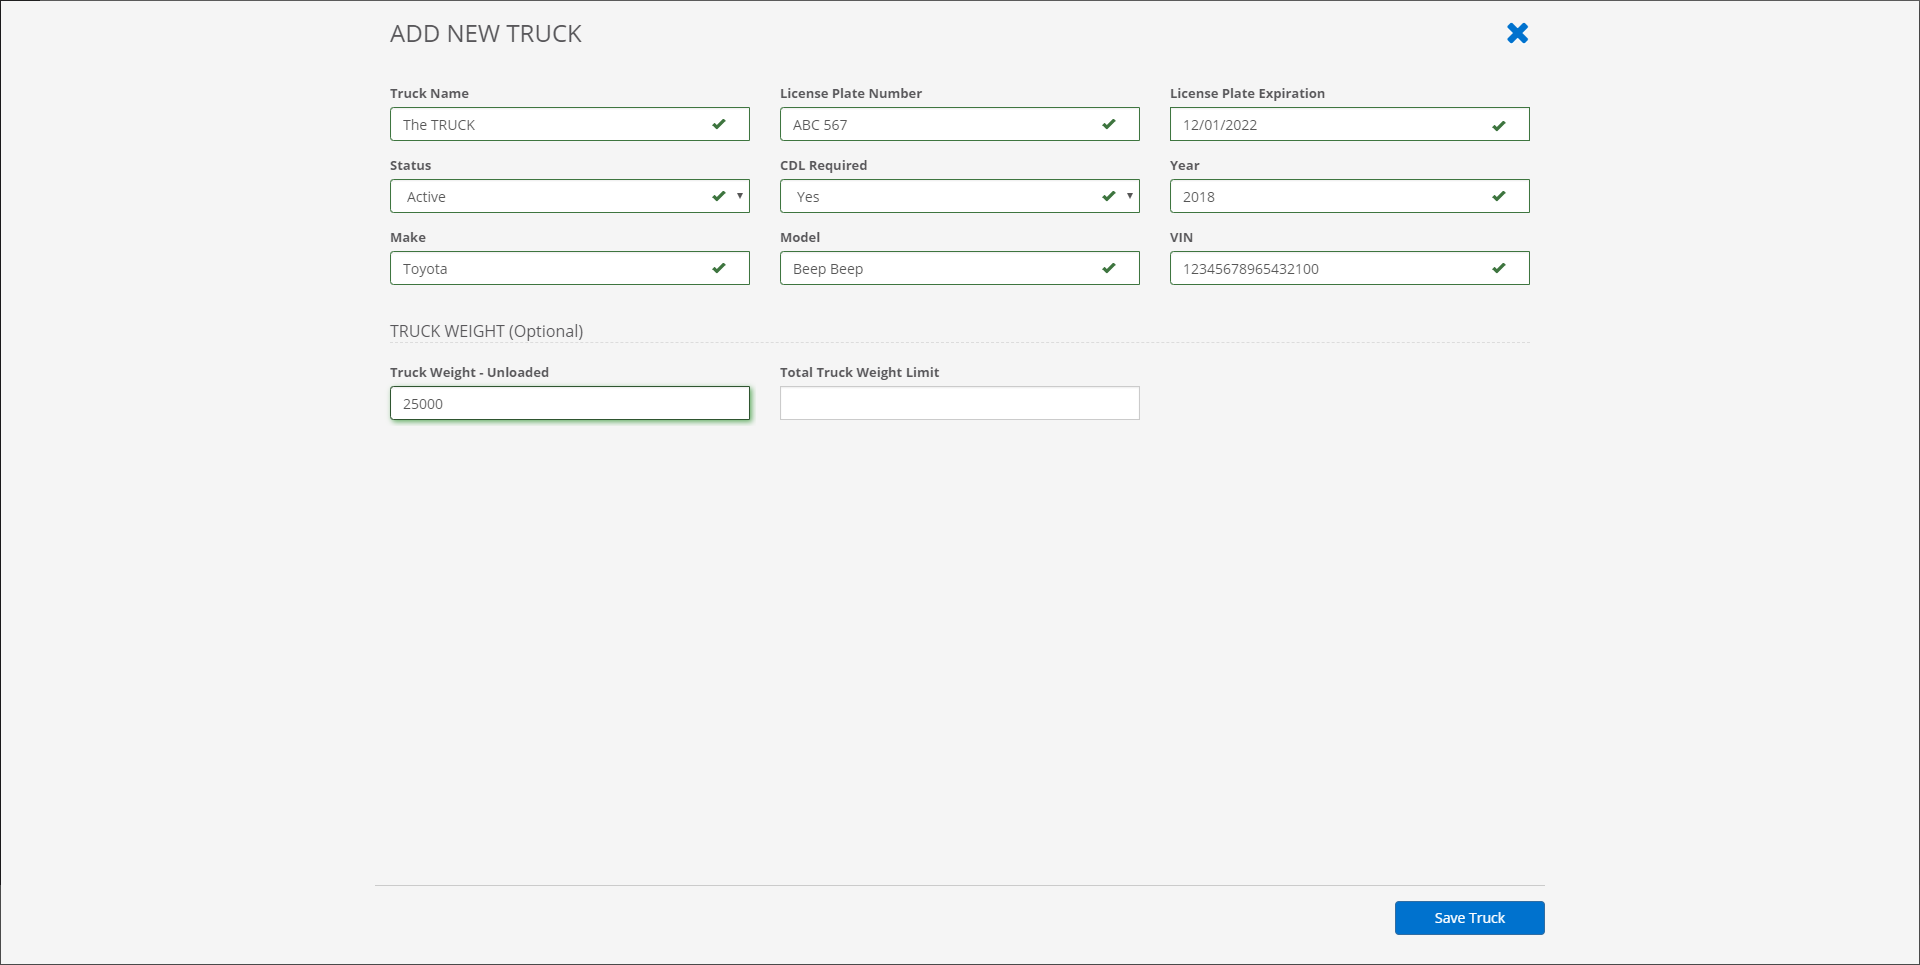 ADD NEW TRUCK
Truck Name
License Plate Number
License Plate Expiration
The TRUCK
ABC 567
12/01/2022
Status
CDL Required
Year
Active
Yes
2018
Make
Model
VIN
Toyota
Beep Beep
12345678965432100
TRUCK WEIGHT (Optional)
Truck Weight - Unloaded
Total Truck Weight Limit
25000
Save Truck